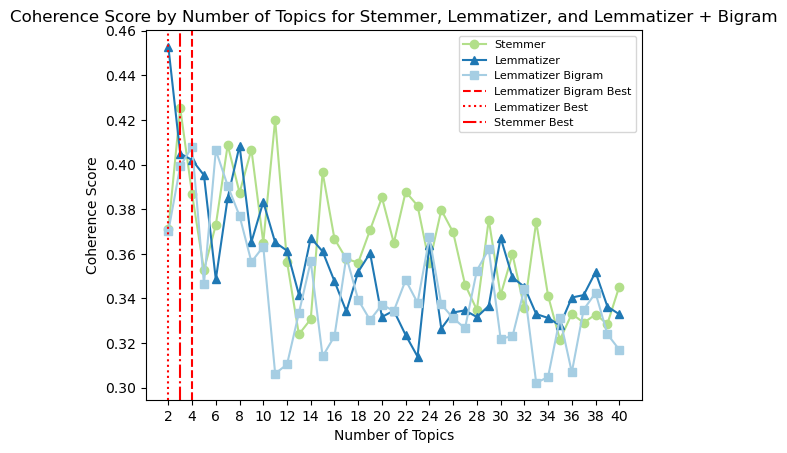 Coherence Score by Number of Topics for Stemmer, Lemmatizer, and Lemmatizer + Bigram
0.46
0.44
0.42
0.40
0.38
0.36
0.34
0.32
0.30
Coherence Score
Stemmer
Lemmatizer
Lemmatizer Bigram
Lemmatizer Bigram Best
Lemmatizer Best
Stemmer Best
2 4 6 8 10 12 14 16 18 20 22 24 26 28 30 32 34 36 38 40
Number of Topics